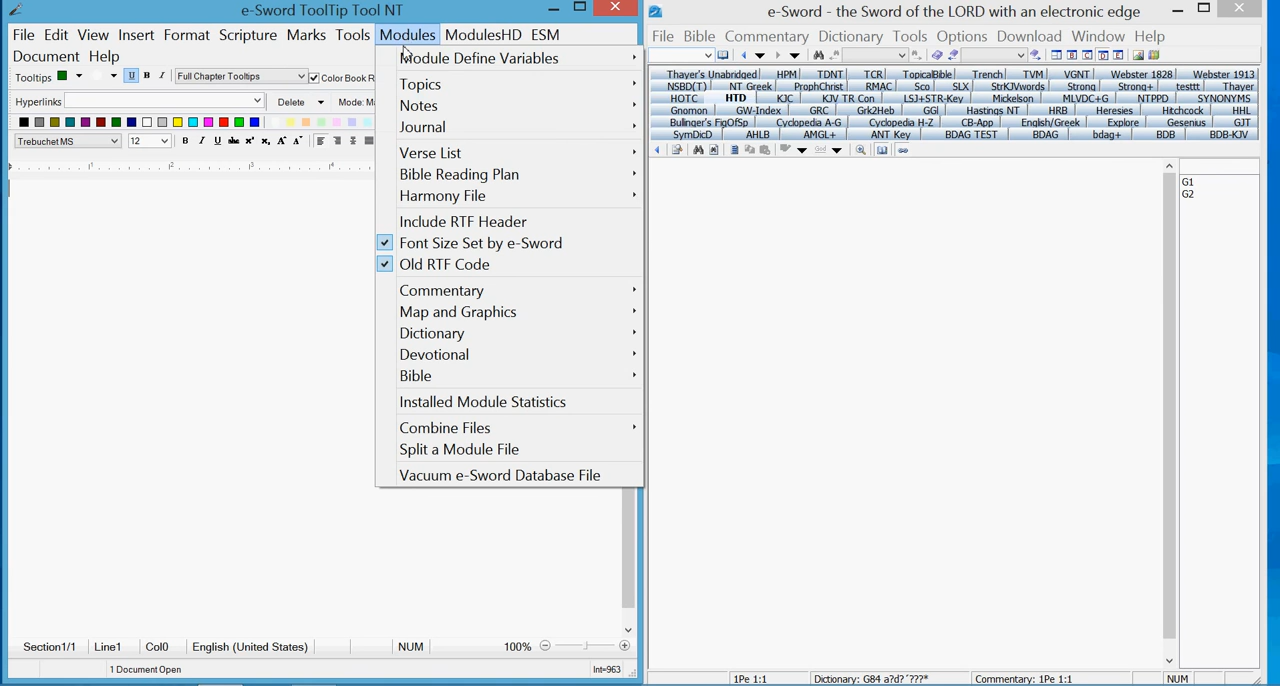 e-Sword ToolTip Tool NT
File Edit View Insert Format Scripture Marks Tools Modules ModulesHD ESM
Document Help
Tooltips U B I Full Chapter Tooltips Color Book R
Hyperlinks Delete Mode: Ma
Trebuchet MS 12 B I U abc
Module Define Variables
Topics
Notes
Journal
Verse List
Bible Reading Plan
Harmony File
Include RTF Header
Font Size Set by e-Sword
Old RTF Code
Commentary
Map and Graphics
Dictionary
Devotional
Bible
Installed Module Statistics
Combine Files
Split a Module File
Vacuum e-Sword Database File
Section1/1 Line1 Col0 English (United States) NUM 100%
1 Document Open Int=963
e-Sword - the Sword of the LORD with an electronic edge
File Bible Commentary Dictionary Tools Options Download Window Help
Thayer's Unabridged HPM TDNT TCR TopicalBible Trench TVM VGNT Webster 1828 Webster 1913
NSBD(T) NT Greek ProphChrist RMAC Sco SLX StrKJVwords Strong Strong+ testtt Thayer
HOTC HTD KJC KJV TR Con LSJ+STR-Key Mickelson MLVDC+G NTPPD SYNONYMS
Gnomon GW-Index GRC Grk2Heb GGl Hastings NT HRB Heresies Hitchcock HHL
Bullinger's FigOfSp Cyclopedia A-G Cyclopedia H-Z CB-App English/Greek Explore Gesenius GJT
SymDicD AHLB AMGL+ ANT Key BDAG TEST BDAG bdag+ BDB BDB-KJV
G1
G2
1Pe 1:1 Dictionary: G84 a?d?´???* Commentary: 1Pe 1:1 NUM